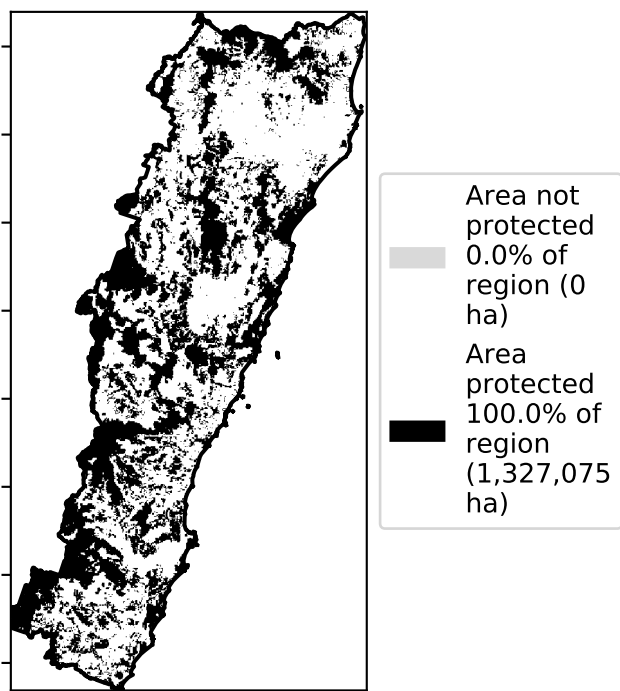 Area not
protected
0.0% of
region (0
ha)
Area
protected
100.0% of
region
(1,327,075
ha)